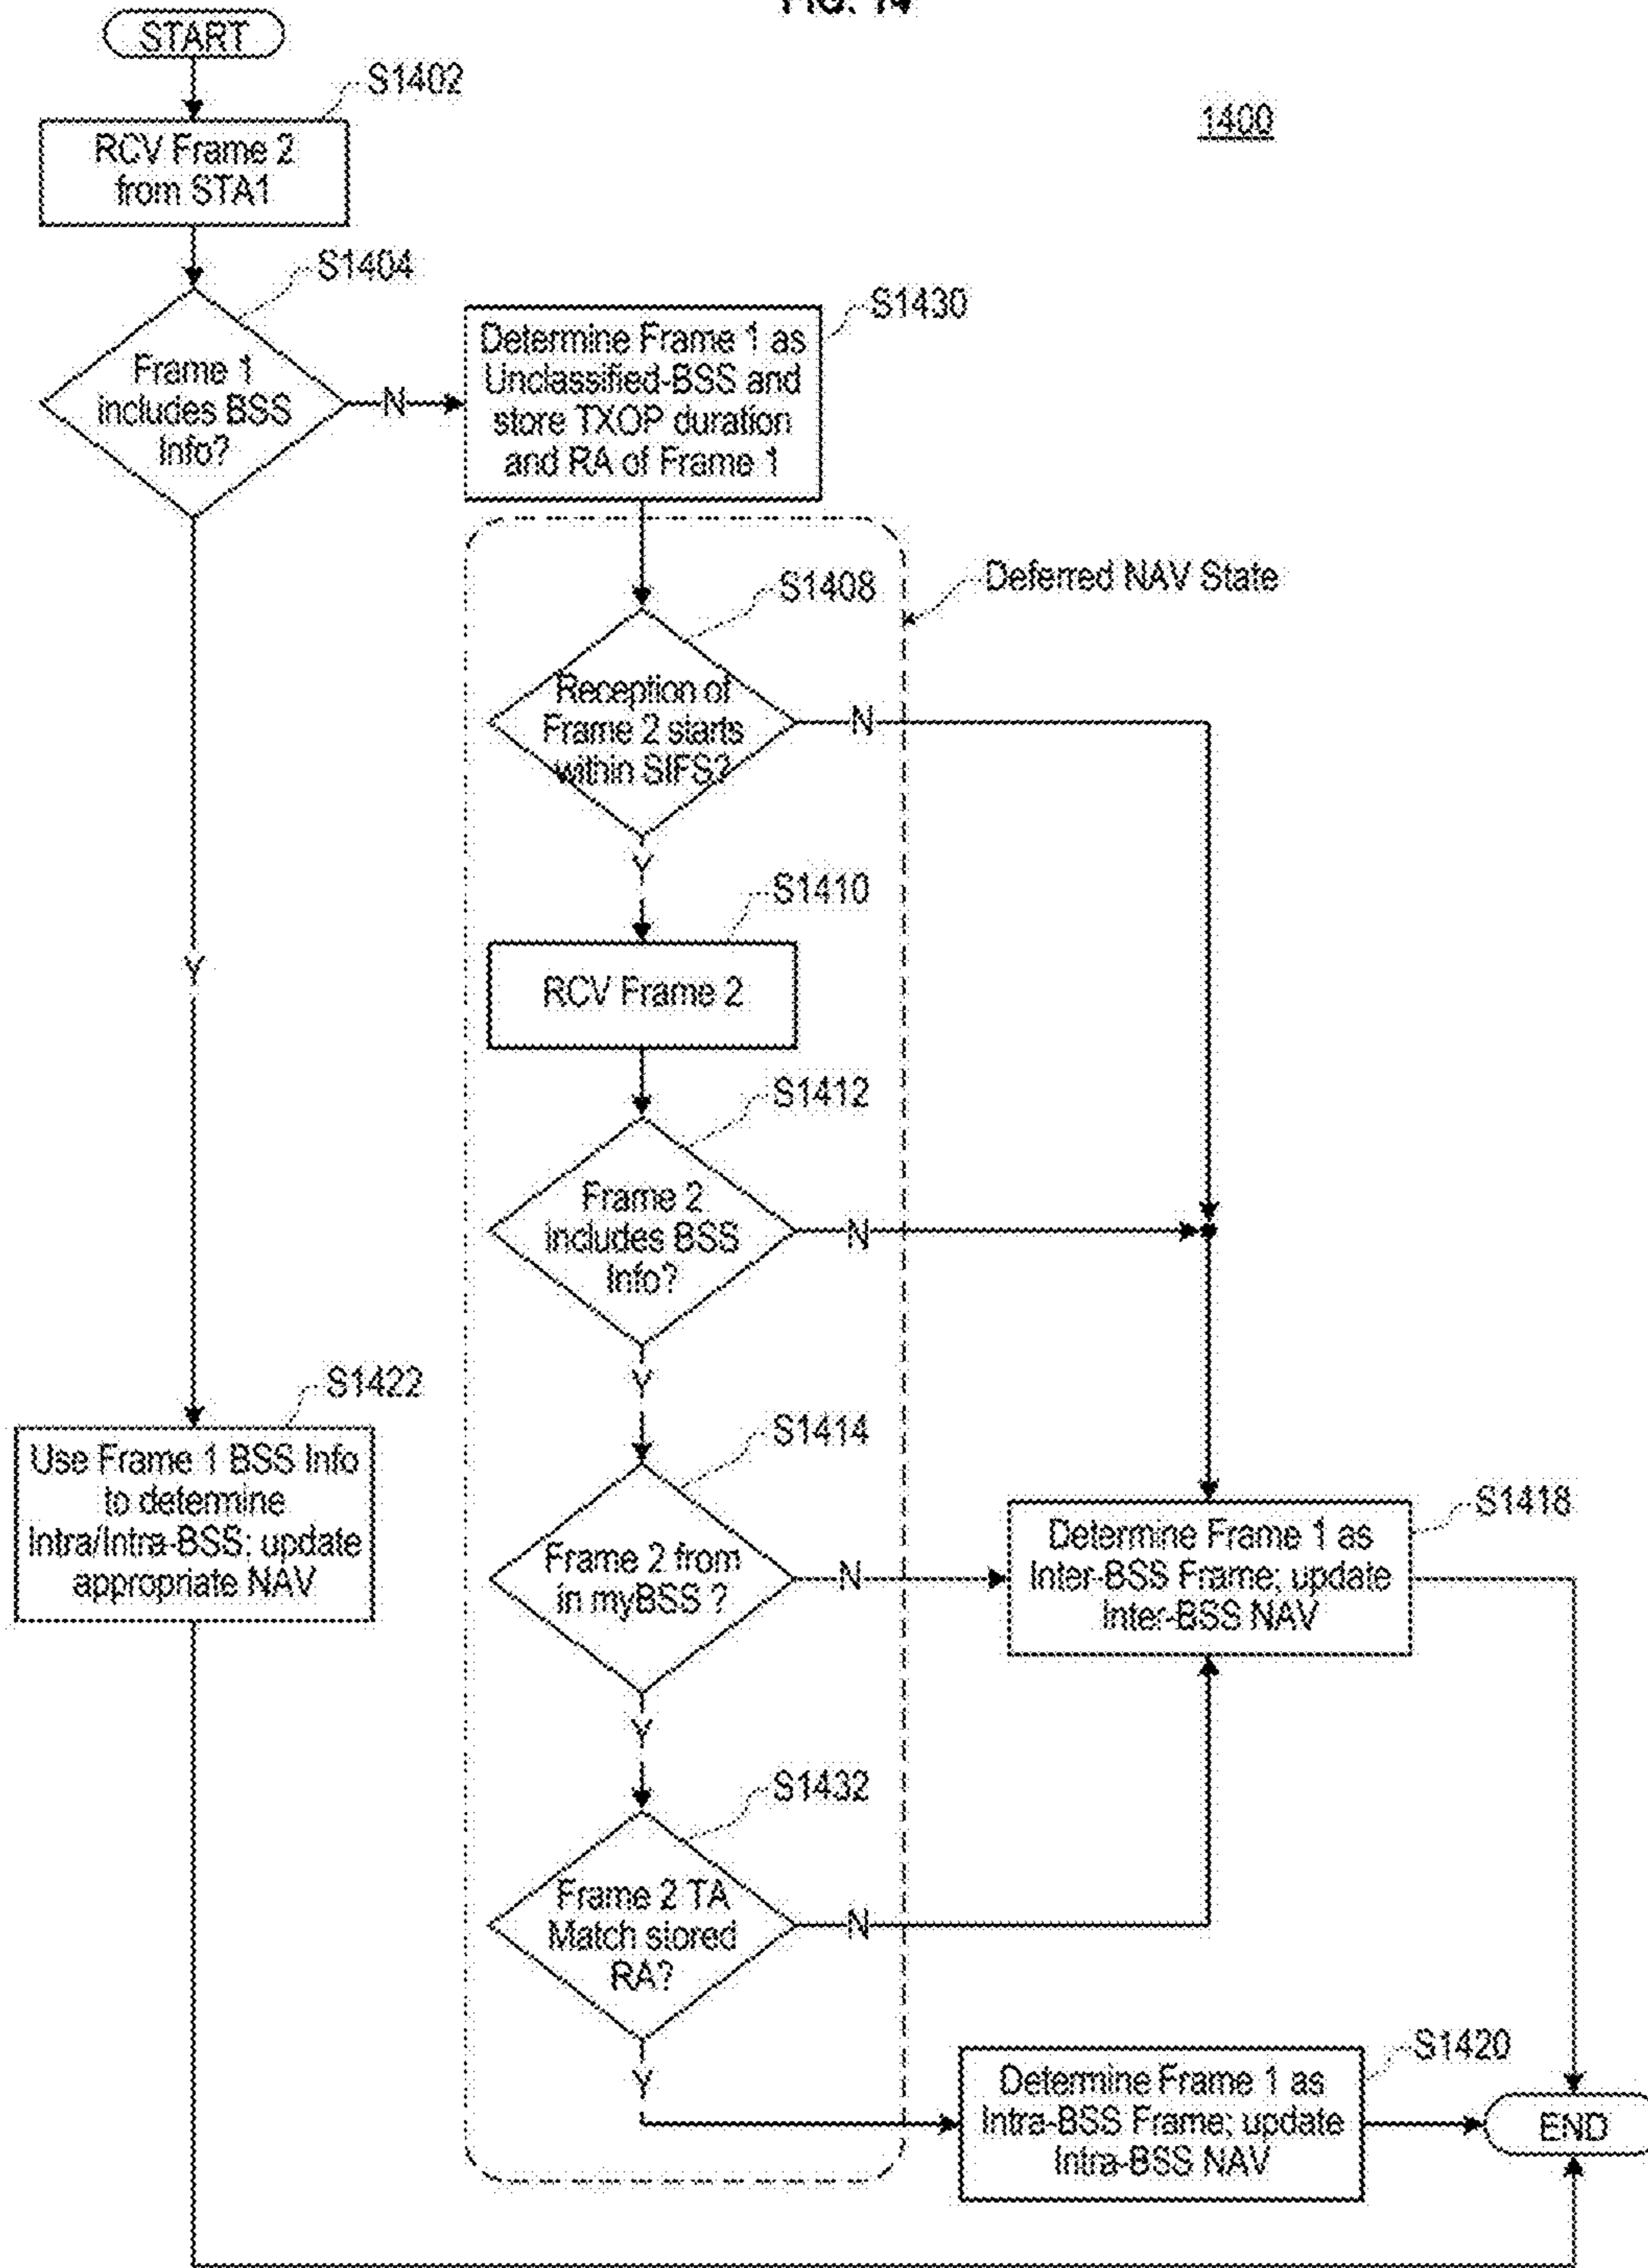 FIG. 14
START
S1402
1400
RCV Frame 2
from STA1
S1404
Frame 1
includes BSS
Info?
N
S1430
Determine Frame 1 as
Unclassified-BSS and
store TXOP duration
and RA of Frame 1
Deferred NAV State
S1408
Reception of
Frame 2 starts
within SIFS?
N
Y
S1410
RCV Frame 2
Y
S1412
Frame 2
includes BSS
Info?
N
Y
S1422
Use Frame 1 BSS Info
to determine
Intra/Intra-BSS; update
appropriate NAV
S1414
Frame 2 from
in myBSS ?
N
S1418
Determine Frame 1 as
Inter-BSS Frame; update
Inter-BSS NAV
Y
S1432
Frame 2 TA
Match stored
RA?
N
Y
S1420
Determine Frame 1 as
Intra-BSS Frame; update
Intra-BSS NAV
END